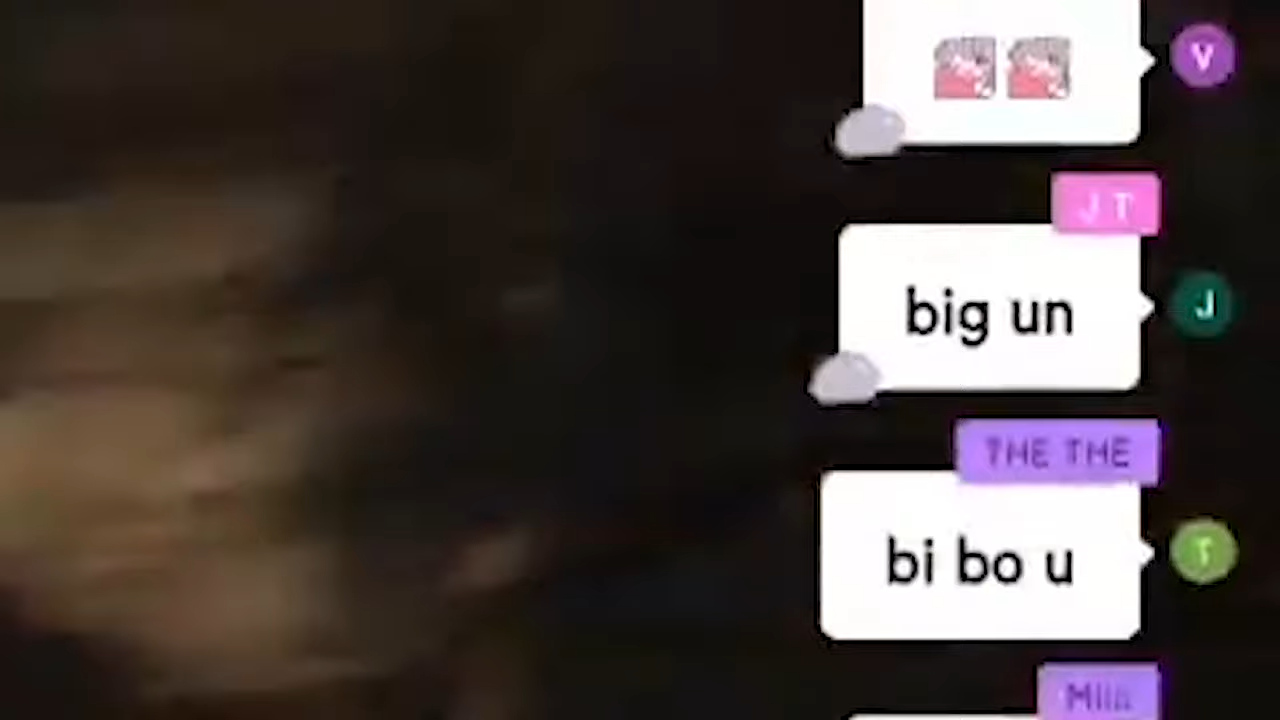 V
J T
big un
J
THE THE
bi bo u
T